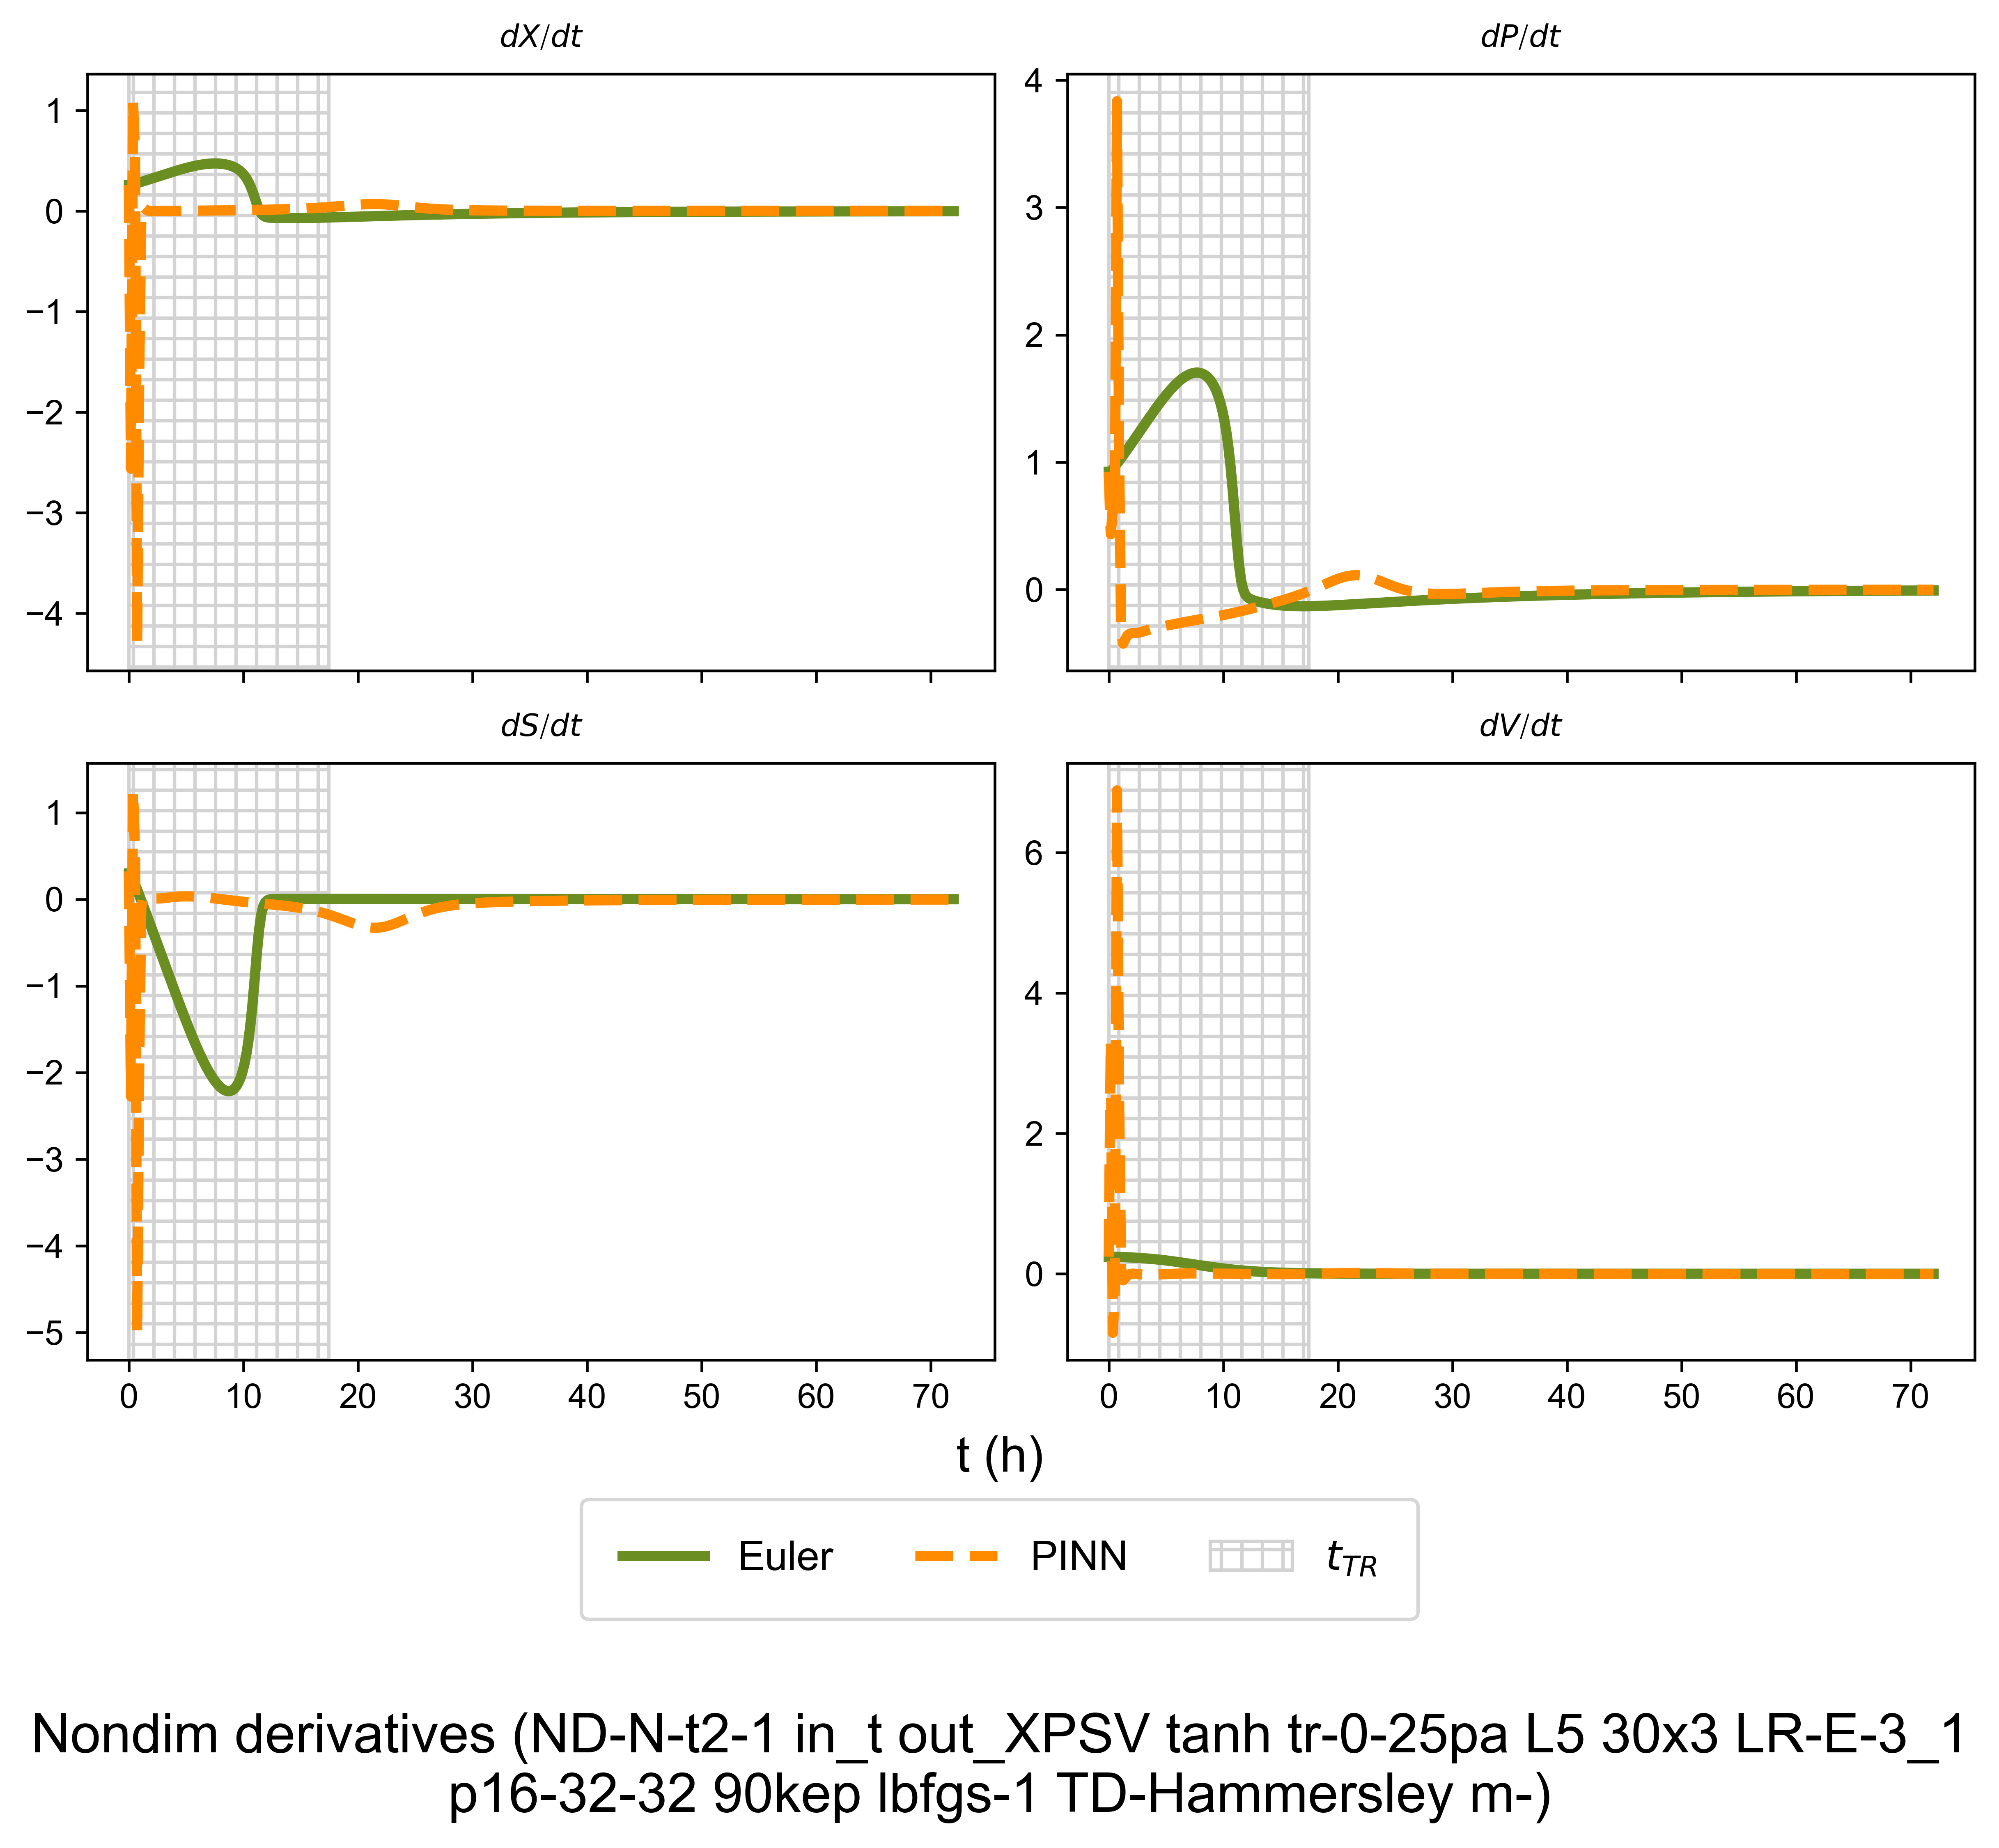 dX/dt
dP/dt
1
0
−1
−2
−3
−4
4
3
2
1
0
dS/dt
dV/dt
1
0
−1
−2
−3
−4
−5
6
4
2
0
0 10 20 30 40 50 60 70
0 10 20 30 40 50 60 70
t (h)
Euler PINN t_TR
Nondim derivatives (ND-N-t2-1 in_t out_XPSV tanh tr-0-25pa L5 30x3 LR-E-3_1
p16-32-32 90kep lbfgs-1 TD-Hammersley m-)